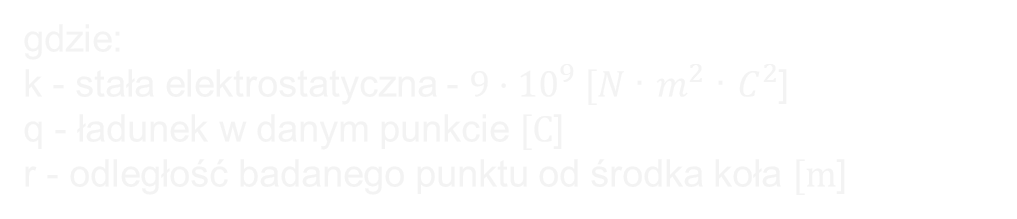 gdzie:
k - stała elektrostatyczna - 9 · 10⁹ [N · m² · C²]
q - ładunek w danym punkcie [C]
r - odległość badanego punktu od środka koła [m]